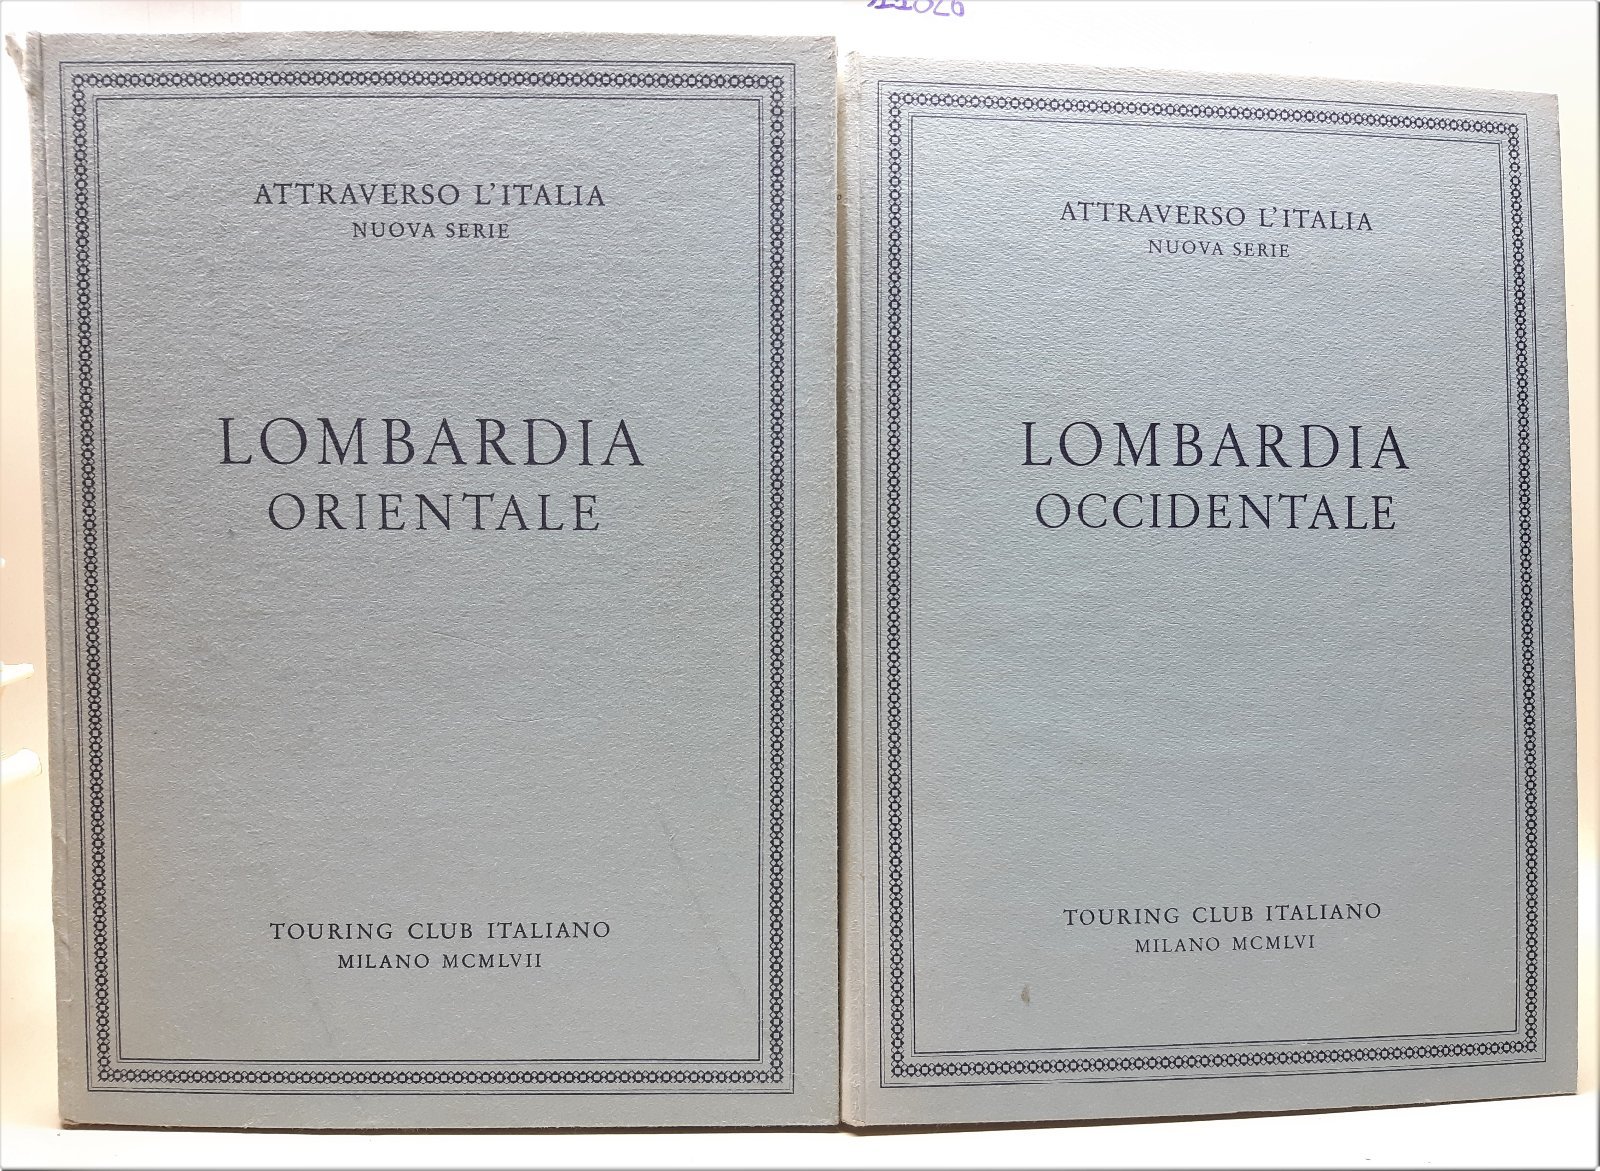 ATTRAVERSO L'ITALIA
NUOVA SERIE
LOMBARDIA
ORIENTALE
TOURING CLUB ITALIANO
MILANO MCMLVII
ATTRAVERSO L'ITALIA
NUOVA SERIE
LOMBARDIA
OCCIDENTALE
TOURING CLUB ITALIANO
MILANO MCMLVI